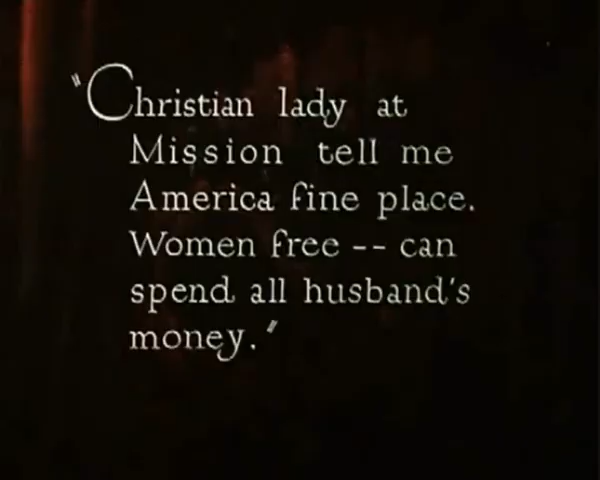 "Christian lady at
Mission tell me
America fine place.
Women free -- can
spend all husband's
money."